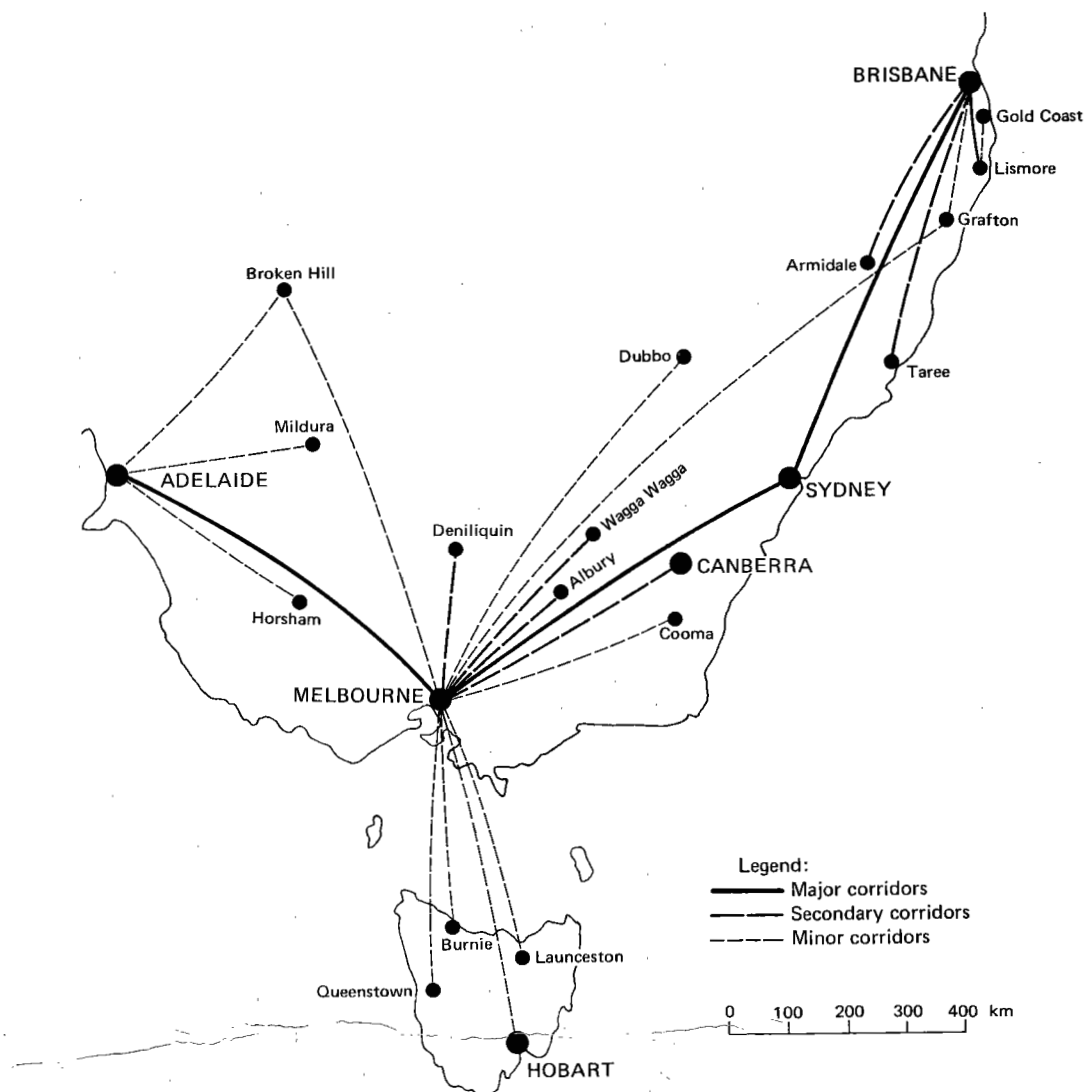 BRISBANE
Gold Coast
Lismore
Grafton
Armidale
Broken Hill
Dubbo
Taree
Mildura
ADELAIDE
Wagga Wagga
SYDNEY
Deniliquin
Albury
CANBERRA
Horsham
Cooma
MELBOURNE
Legend:
Major corridors
Secondary corridors
Minor corridors
Burnie
Launceston
Queenstown
0 100 200 300 400 km
HOBART